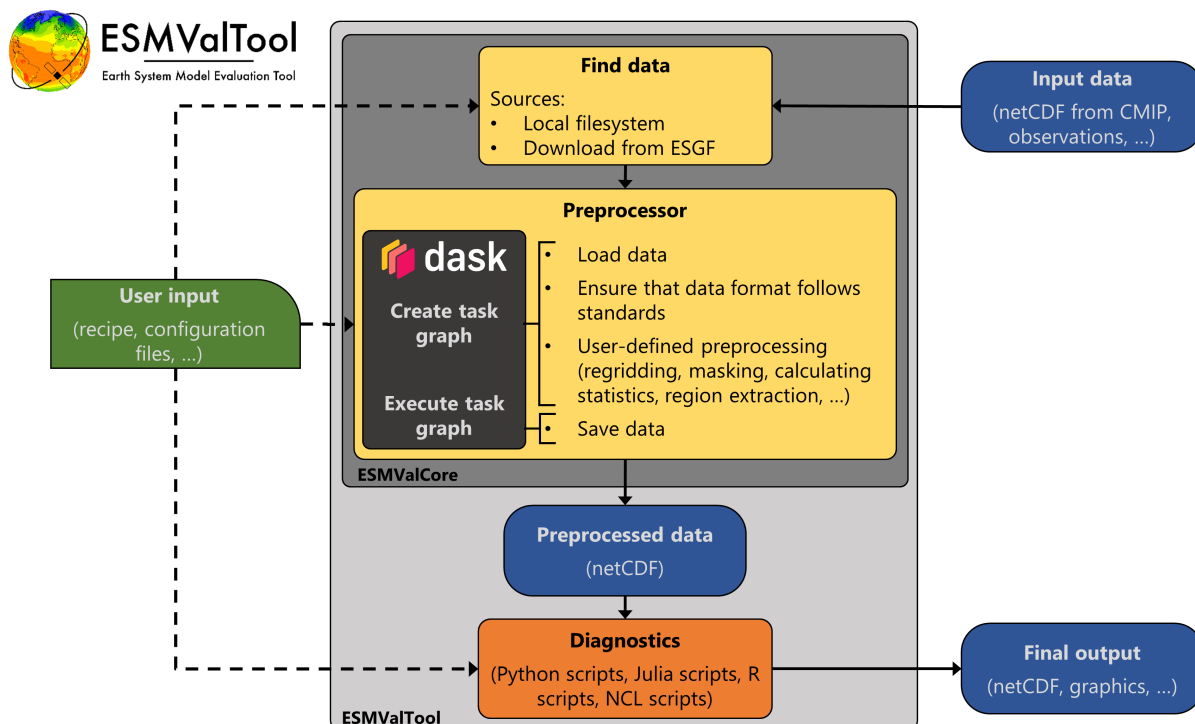 ESMValTool
Earth System Model Evaluation Tool
Find data
Sources:
• Local filesystem
• Download from ESGF
Input data
(netCDF from CMIP,
observations, ...)
Preprocessor
dask
Create task
graph
Execute task
graph
• Load data
• Ensure that data format follows
standards
• User-defined preprocessing
(regridding, masking, calculating
statistics, region extraction, ...)
• Save data
User input
(recipe, configuration
files, ...)
ESMValCore
Preprocessed data
(netCDF)
Diagnostics
(Python scripts, Julia scripts, R
scripts, NCL scripts)
Final output
(netCDF, graphics, ...)
ESMValTool